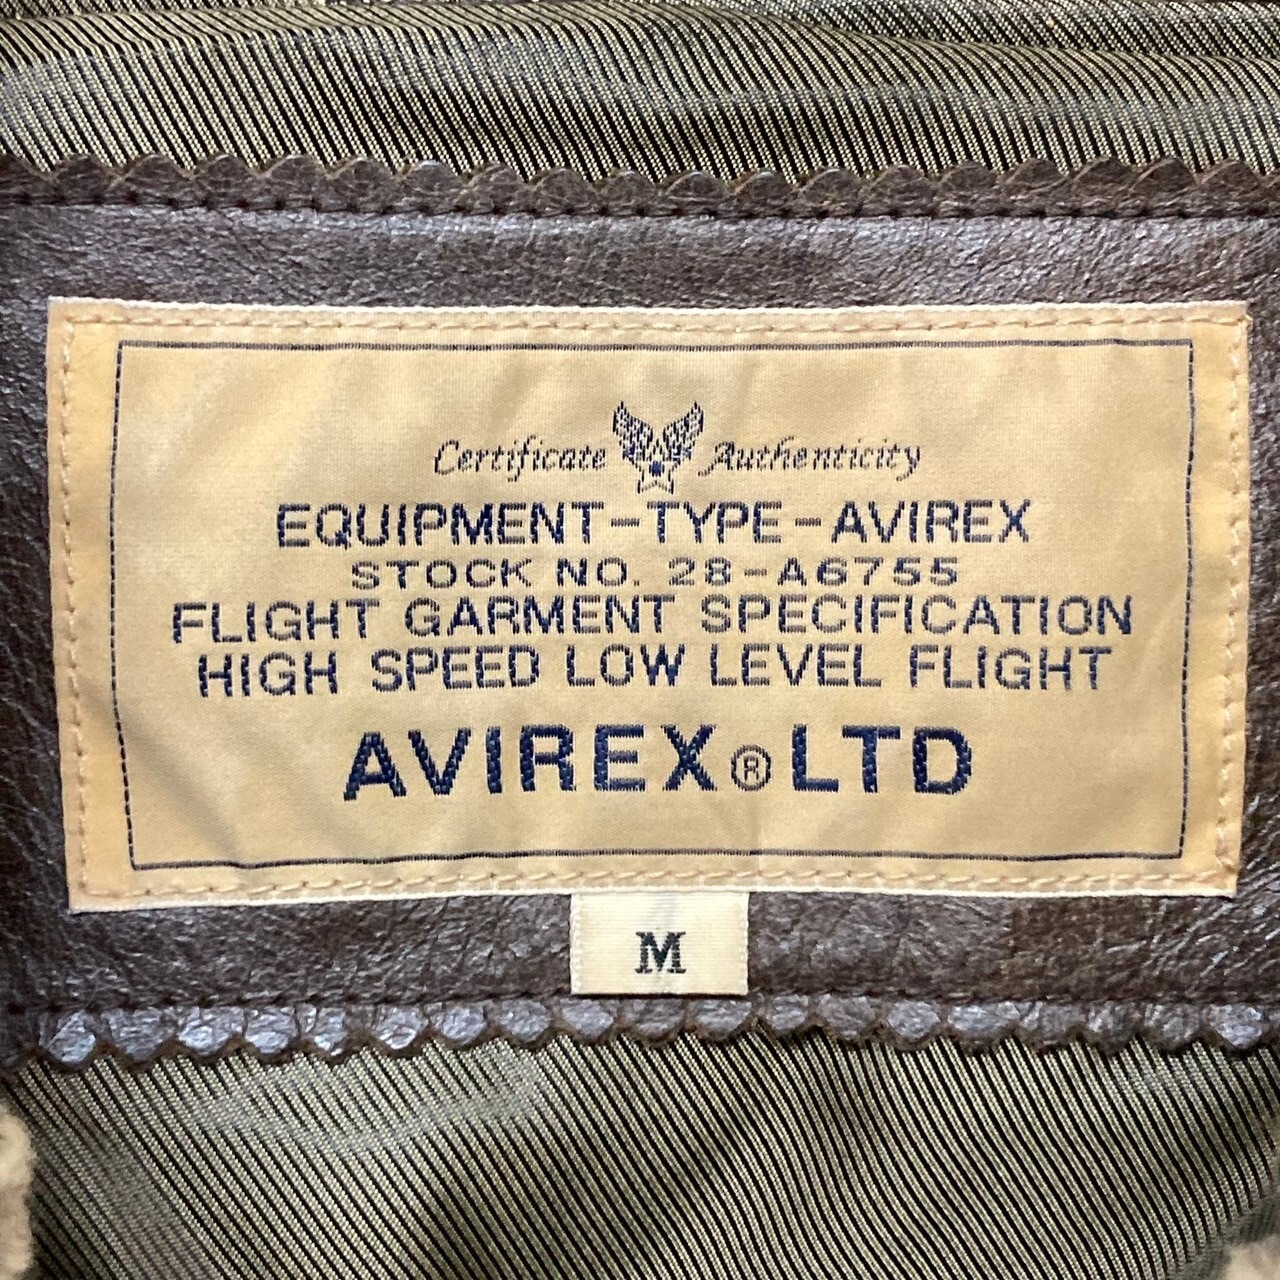 Certificate Authenticity
EQUIPMENT-TYPE-AVIREX
STOCK NO. 28-A6755
FLIGHT GARMENT SPECIFICATION
HIGH SPEED LOW LEVEL FLIGHT
AVIREX® LTD
M